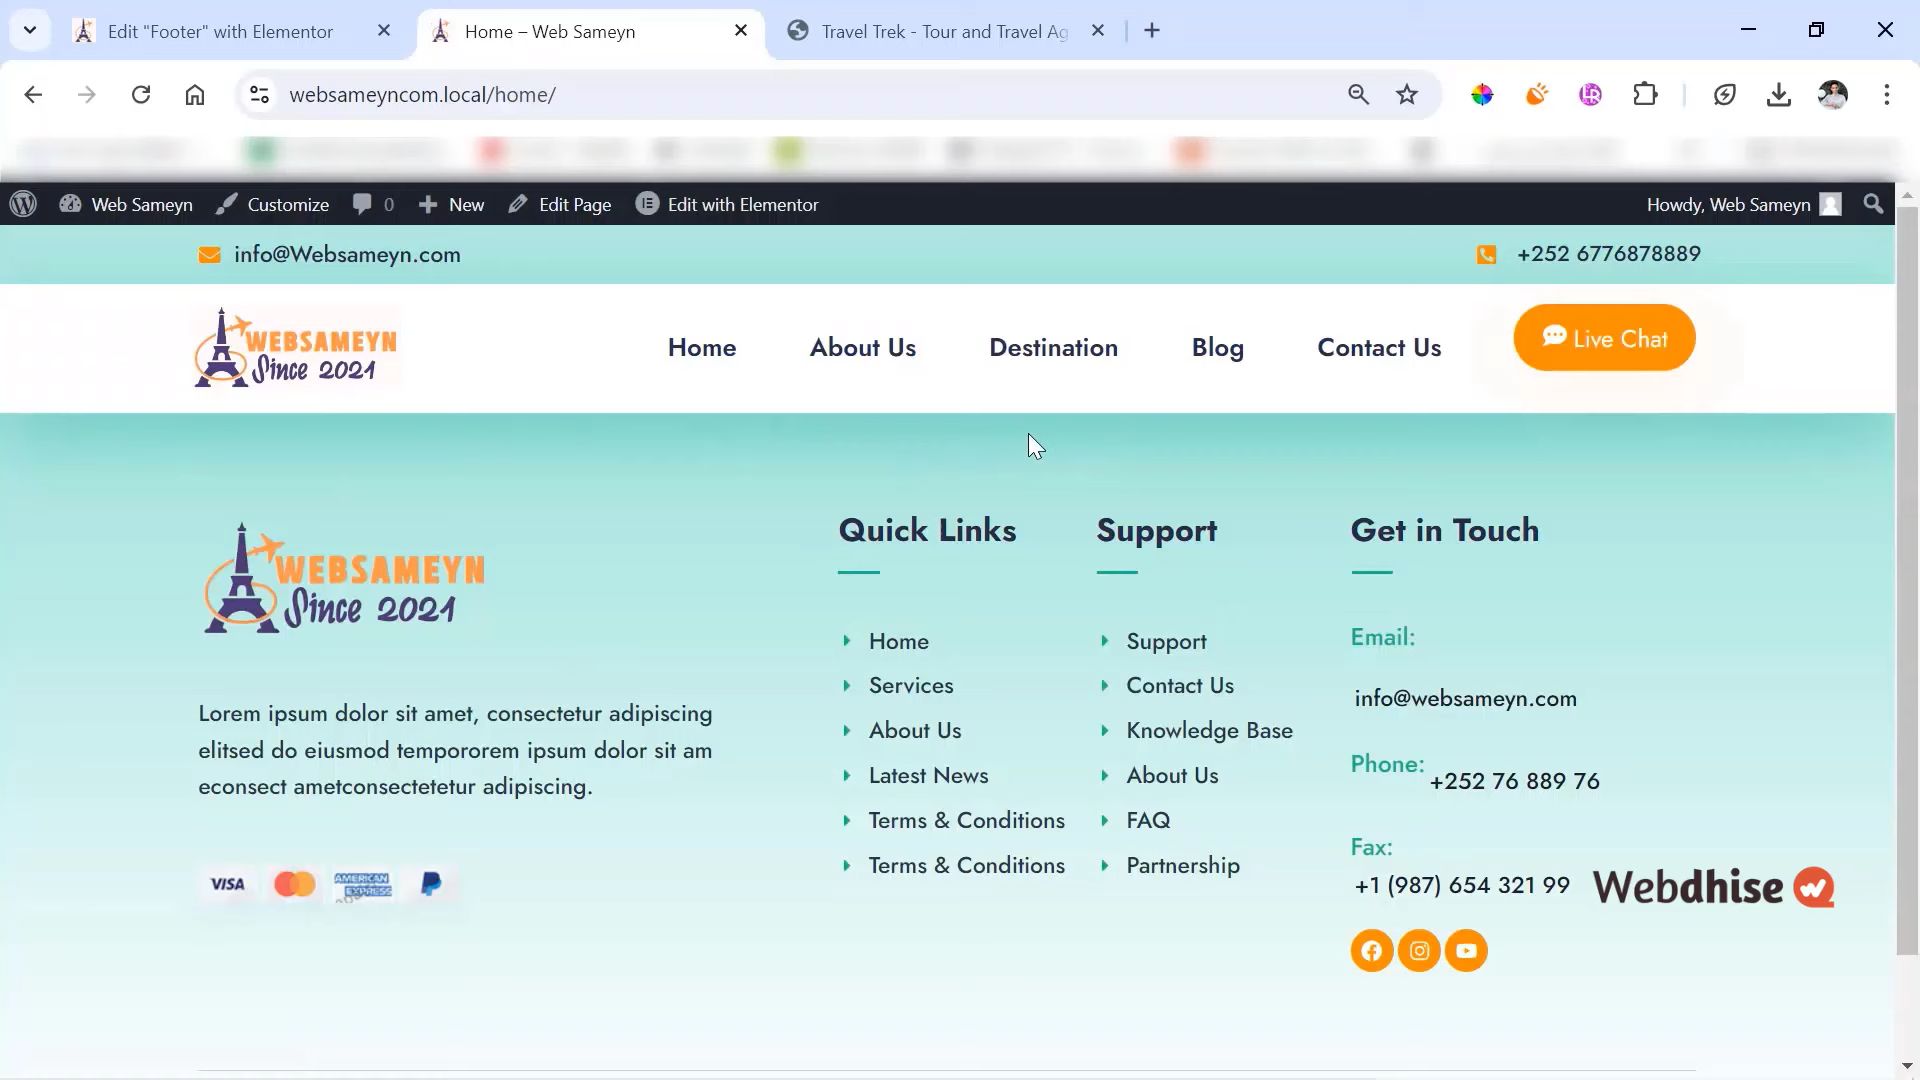 Edit "Footer" with Elementor
Home – Web Sameyn
Travel Trek - Tour and Travel Ag
websameyncom.local/home/
Web Sameyn
Customize
0
New
Edit Page
Edit with Elementor
Howdy, Web Sameyn
info@Websameyn.com
+252 6776878889
WEBSAMEYN
Since 2021
Home
About Us
Destination
Blog
Contact Us
Live Chat
WEBSAMEYN
Since 2021
Lorem ipsum dolor sit amet, consectetur adipiscing
elitsed do eiusmod tempororem ipsum dolor sit am
econsect ametconsectetetur adipiscing.
VISA
AMERICAN
EXPRESS
Quick Links
Home
Services
About Us
Latest News
Terms & Conditions
Terms & Conditions
Support
Support
Contact Us
Knowledge Base
About Us
FAQ
Partnership
Get in Touch
Email:
info@websameyn.com
Phone:
+252 76 889 76
Fax:
+1 (987) 654 321 99
Webdhise